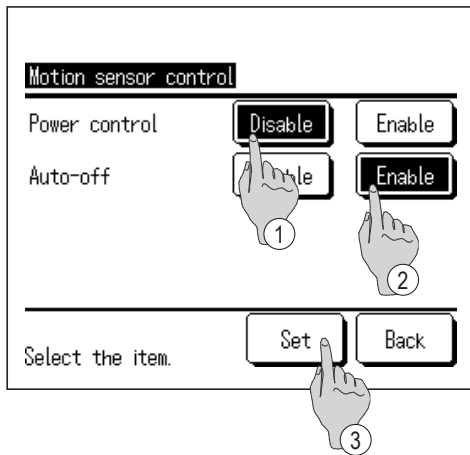 Motion sensor control
Power control Disable Enable
Auto-off Enable
1
2
Select the item. Set Back
3